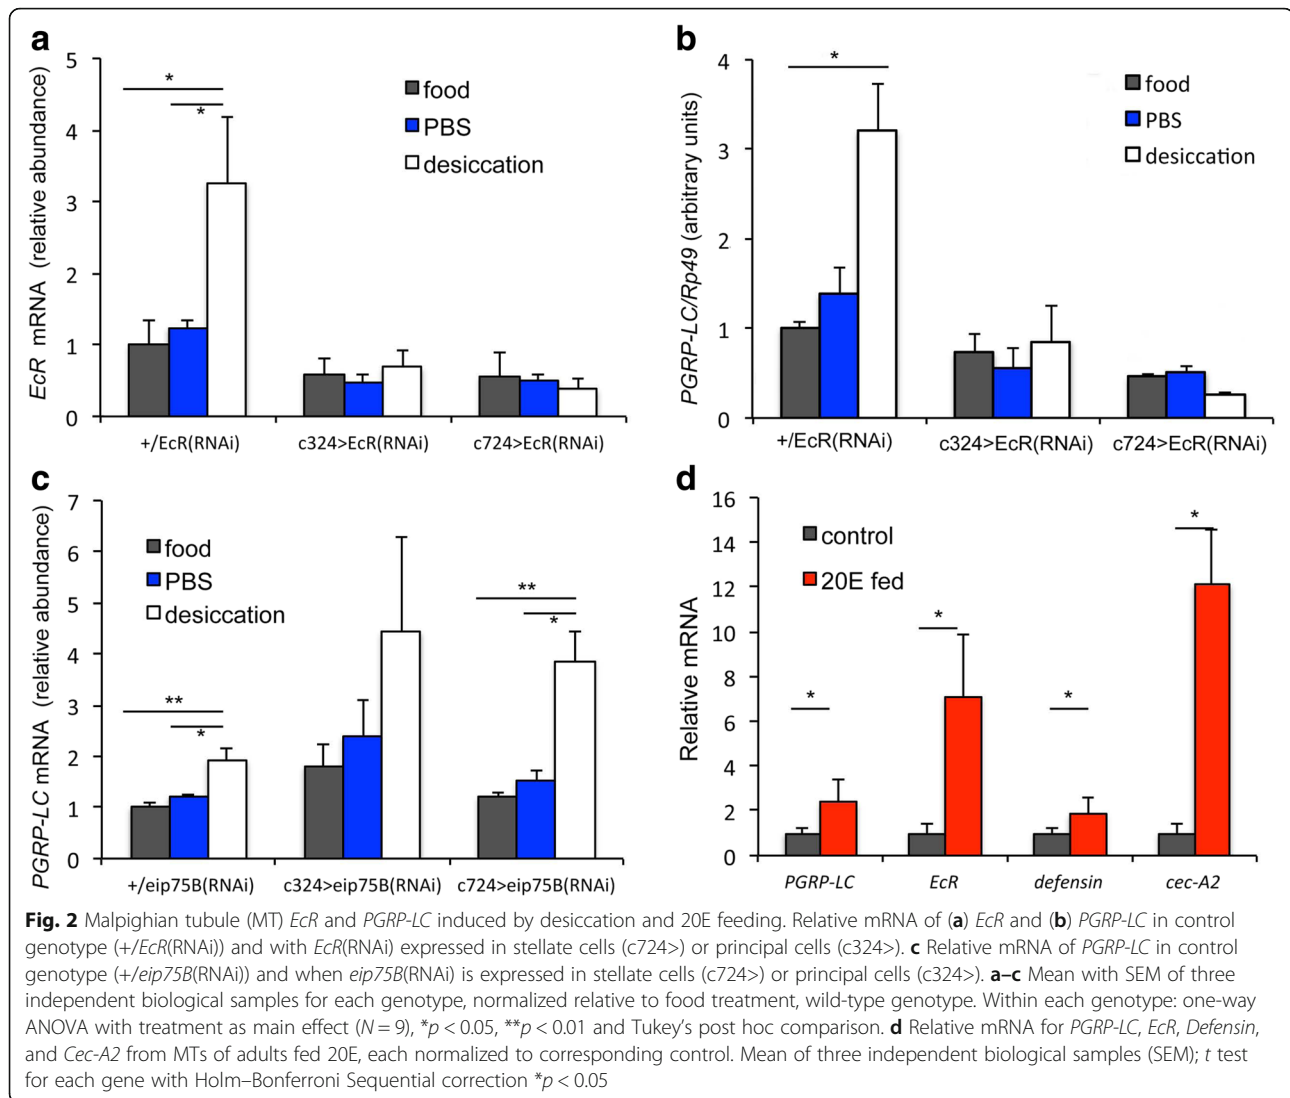 a
EcR mRNA (relative abundance)
5
4
3
2
1
0
*
*
food
PBS
desiccation
+/EcR(RNAi)
c324>EcR(RNAi)
c724>EcR(RNAi)
b
PGRP-LC/Rp49 (arbitrary units)
4
3
2
1
0
*
food
PBS
desiccation
+/EcR(RNAi)
c324>EcR(RNAi)
c724>EcR(RNAi)
c
PGRP-LC mRNA (relative abundance)
7
6
5
4
3
2
1
0
food
PBS
desiccation
**
*
**
*
+/eip75B(RNAi)
c324>eip75B(RNAi)
c724>eip75B(RNAi)
d
Relative mRNA
16
14
12
10
8
6
4
2
0
control
20E fed
*
*
*
*
PGRP-LC
EcR
defensin
cec-A2
Fig. 2 Malpighian tubule (MT) EcR and PGRP-LC induced by desiccation and 20E feeding. Relative mRNA of (a) EcR and (b) PGRP-LC in control
genotype (+/EcR(RNAi)) and with EcR(RNAi) expressed in stellate cells (c724>) or principal cells (c324>). c Relative mRNA of PGRP-LC in control
genotype (+/eip75B(RNAi)) and when eip75B(RNAi) is expressed in stellate cells (c724>) or principal cells (c324>). a–c Mean with SEM of three
independent biological samples for each genotype, normalized relative to food treatment, wild-type genotype. Within each genotype: one-way
ANOVA with treatment as main effect (N = 9), *p < 0.05, **p < 0.01 and Tukey's post hoc comparison. d Relative mRNA for PGRP-LC, EcR, Defensin,
and Cec-A2 from MTs of adults fed 20E, each normalized to corresponding control. Mean of three independent biological samples (SEM); t test
for each gene with Holm–Bonferroni Sequential correction *p < 0.05